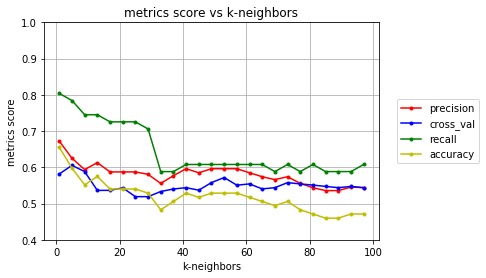 metrics score vs k-neighbors
1.0
0.9
0.8
0.7
0.6
0.5
0.4
metrics score
0 20 40 60 80 100
k-neighbors
precision
cross_val
recall
accuracy